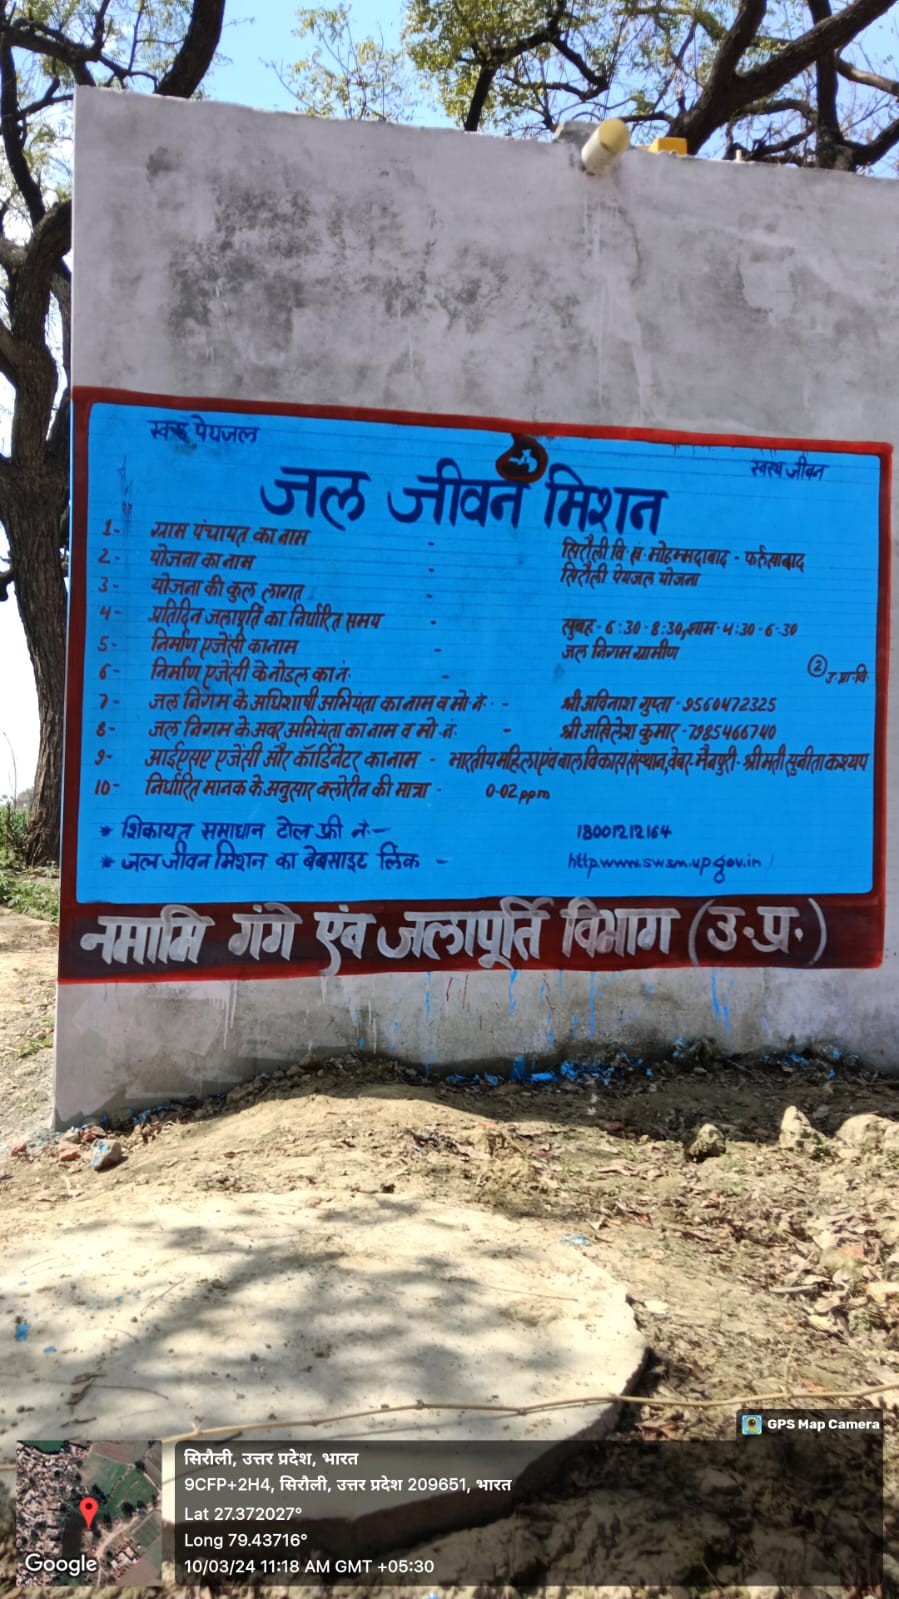 स्वच्छ पेयजल
स्वस्थ जीवन
जल जीवन मिशन
1- ग्राम पंचायत का नाम - सिरौली वि.ख. मोहम्मदाबाद - फर्रुखाबाद
2- योजना का नाम - सिरौली पेयजल योजना
3- योजना की कुल लागत -
4- प्रतिदिन जलापूर्ति का निर्धारित समय - सुबह - 6:30 - 8:30, शाम - 4:30 - 6:30
5- निर्माण एजेंसी का नाम - जल निगम ग्रामीण
6- निर्माण एजेंसी के नोडल का नं. -
② उ.प्रा.वि.
7- जल निगम के अधिशाषी अभियंता का नाम व मो. नं. - श्री अविनाश गुप्ता - 9560472325
8- जल निगम के अवर अभियंता का नाम व मो. नं. - श्री अखिलेश कुमार - 7985466740
9- आईएसए एजेंसी और कॉर्डिनेटर का नाम - भारतीय महिला एवं बाल विकास संस्थान, वेवर मैनपुरी - श्रीमती सुनीता कश्यप
10- निर्धारित मानक के अनुसार क्लोरीन की मात्रा - 0.02 ppm
* शिकायत समाधान टोल फ्री नं. - 18001212164
* जल जीवन मिशन का बेबसाइट लिंक - http.www.swsm.up.gov.in
नमामि गंगे एंव जलापूर्ति विभाग (उ.प्र.)
GPS Map Camera
सिरौली, उत्तर प्रदेश, भारत
9CFP+2H4, सिरौली, उत्तर प्रदेश 209651, भारत
Lat 27.372027°
Long 79.43716°
10/03/24 11:18 AM GMT +05:30
Google